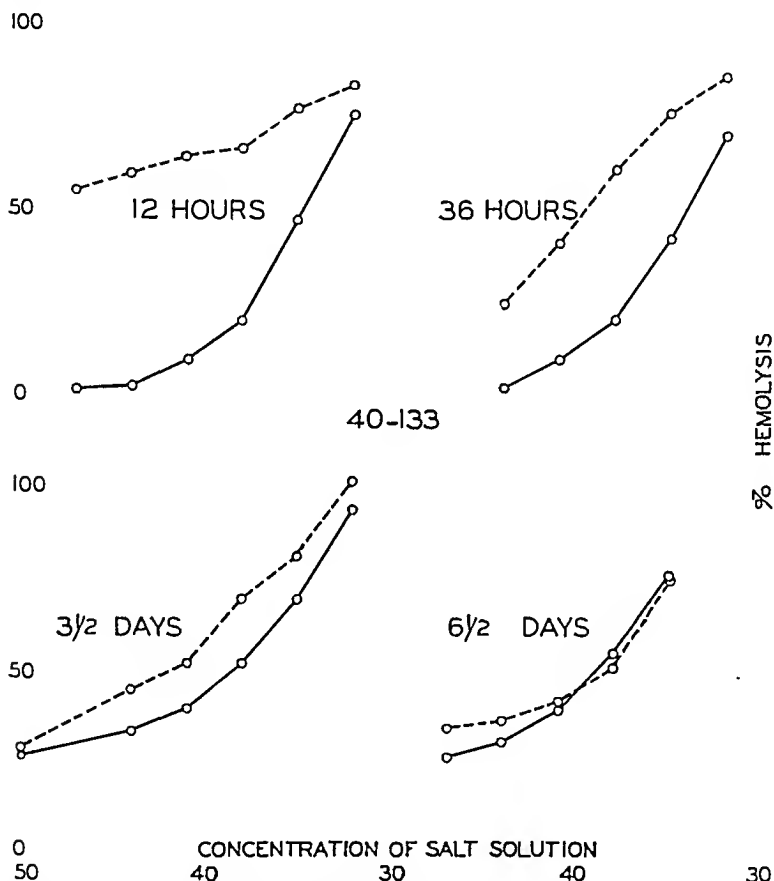 100
50
12 HOURS
36 HOURS
0
% HEMOLYSIS
40-133
100
3½ DAYS
6½ DAYS
50
0
CONCENTRATION OF SALT SOLUTION
50 40 30 40 30